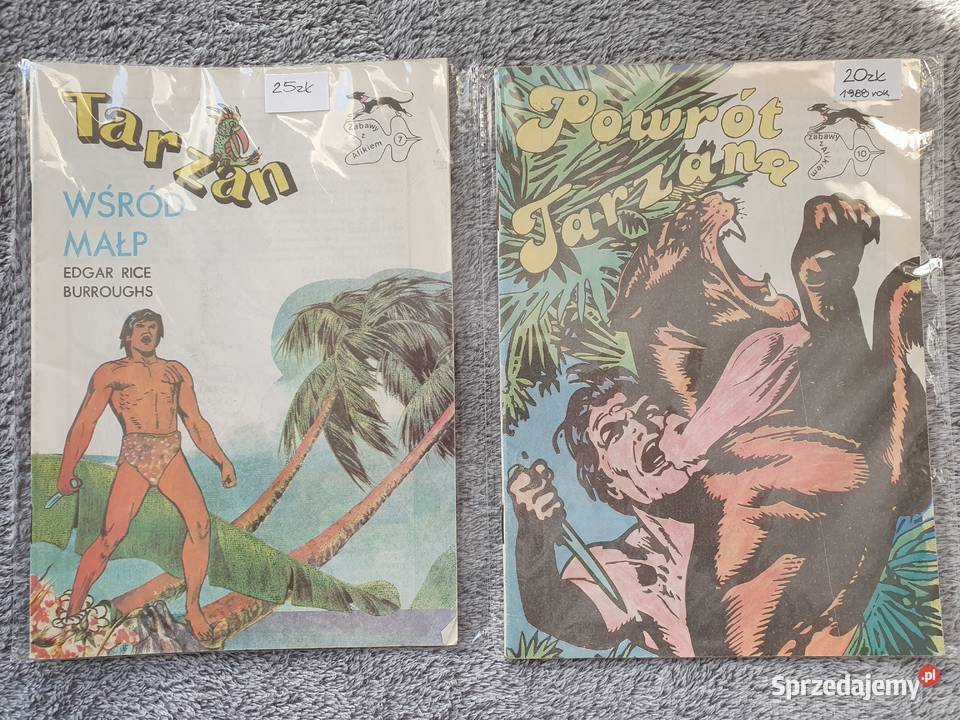 25zł
Tarzan
Zabawy
z
Alikiem
7
WŚRÓD
MAŁP
EDGAR RICE
BURROUGHS
20zł
1988 rok
Powrót
Tarzana
Zabawy
z Alikiem
10
Sprzedajemy.pl